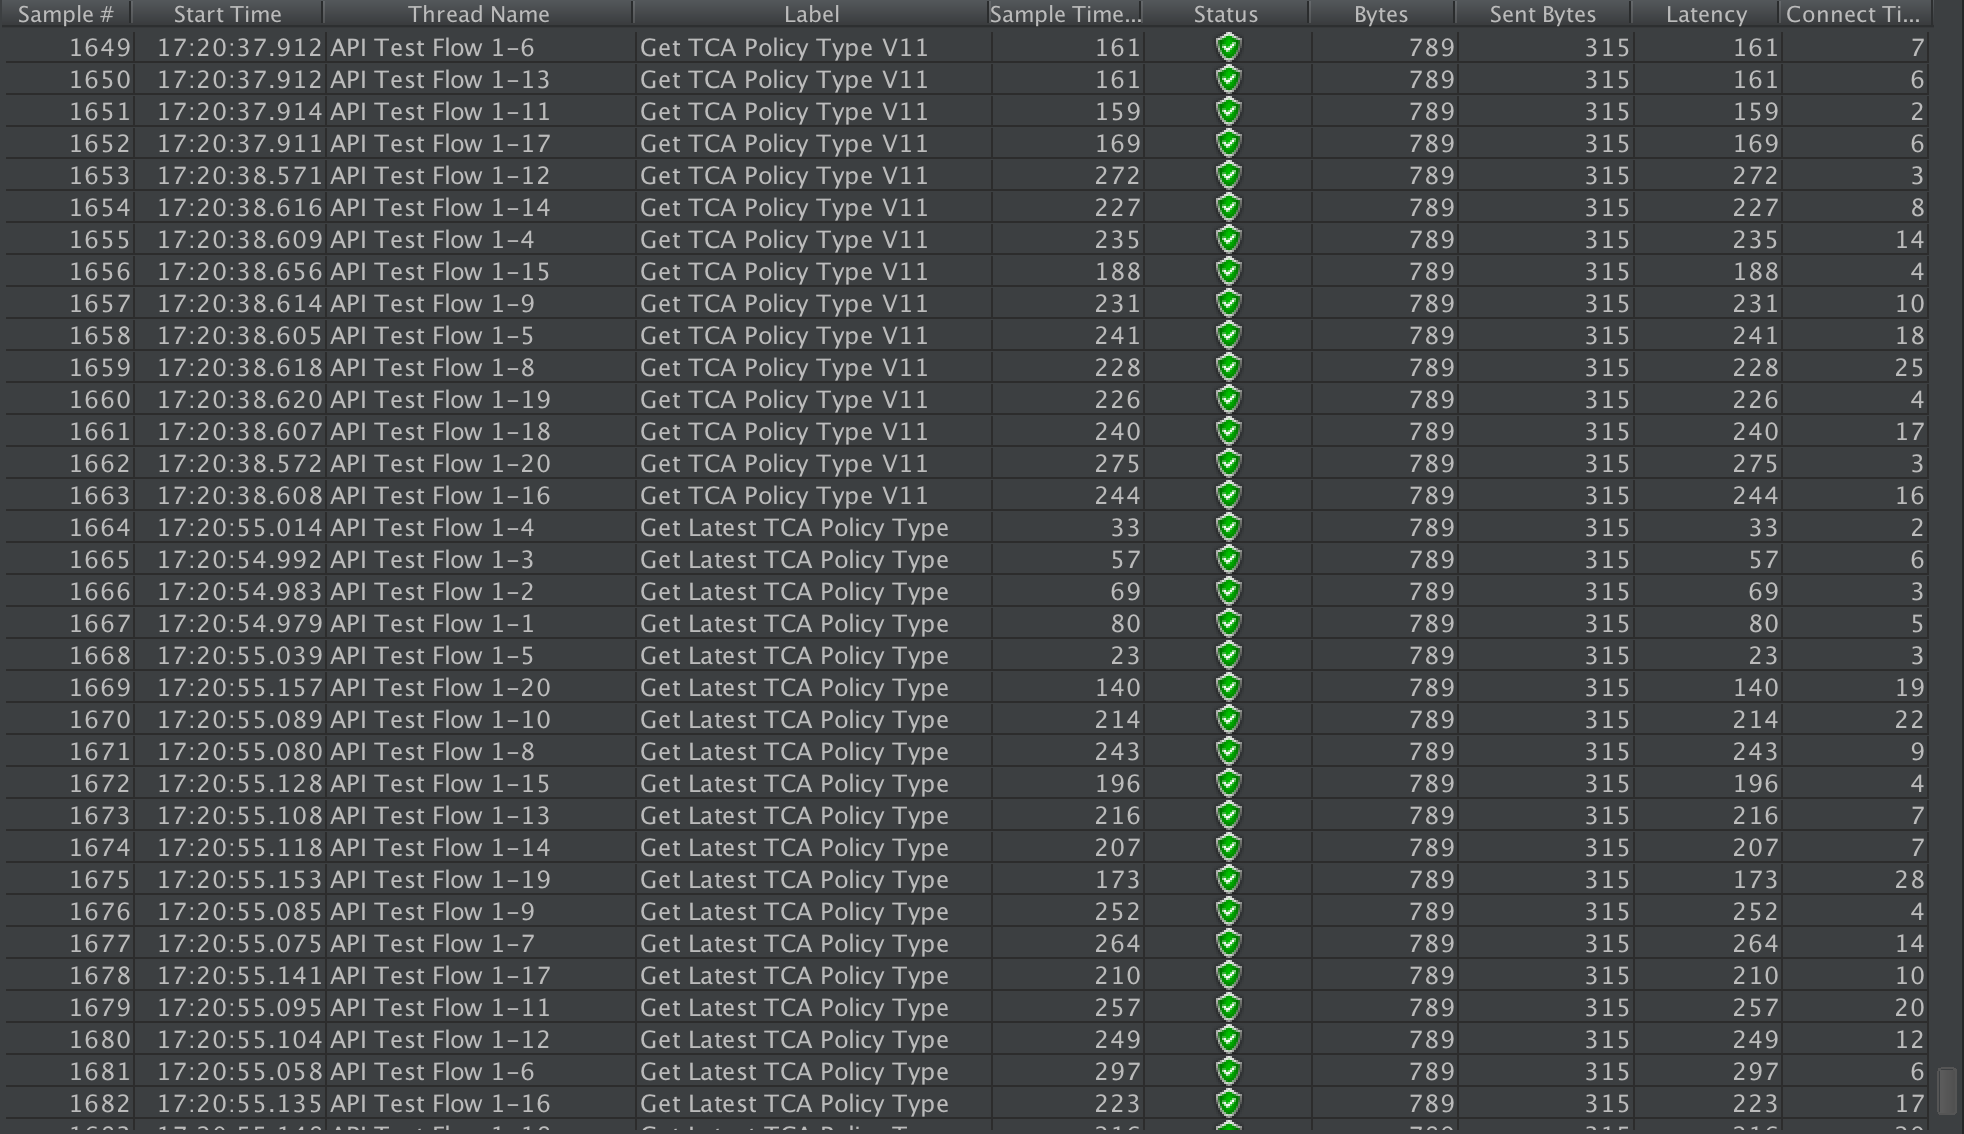 Sample # Start Time Thread Name Label Sample Time... Status Bytes Sent Bytes Latency Connect Ti...
1649 17:20:37.912 API Test Flow 1-6 Get TCA Policy Type V11 161 789 315 161 7
1650 17:20:37.912 API Test Flow 1-13 Get TCA Policy Type V11 161 789 315 161 6
1651 17:20:37.914 API Test Flow 1-11 Get TCA Policy Type V11 159 789 315 159 2
1652 17:20:37.911 API Test Flow 1-17 Get TCA Policy Type V11 169 789 315 169 6
1653 17:20:38.571 API Test Flow 1-12 Get TCA Policy Type V11 272 789 315 272 3
1654 17:20:38.616 API Test Flow 1-14 Get TCA Policy Type V11 227 789 315 227 8
1655 17:20:38.609 API Test Flow 1-4 Get TCA Policy Type V11 235 789 315 235 14
1656 17:20:38.656 API Test Flow 1-15 Get TCA Policy Type V11 188 789 315 188 4
1657 17:20:38.614 API Test Flow 1-9 Get TCA Policy Type V11 231 789 315 231 10
1658 17:20:38.605 API Test Flow 1-5 Get TCA Policy Type V11 241 789 315 241 18
1659 17:20:38.618 API Test Flow 1-8 Get TCA Policy Type V11 228 789 315 228 25
1660 17:20:38.620 API Test Flow 1-19 Get TCA Policy Type V11 226 789 315 226 4
1661 17:20:38.607 API Test Flow 1-18 Get TCA Policy Type V11 240 789 315 240 17
1662 17:20:38.572 API Test Flow 1-20 Get TCA Policy Type V11 275 789 315 275 3
1663 17:20:38.608 API Test Flow 1-16 Get TCA Policy Type V11 244 789 315 244 16
1664 17:20:55.014 API Test Flow 1-4 Get Latest TCA Policy Type 33 789 315 33 2
1665 17:20:54.992 API Test Flow 1-3 Get Latest TCA Policy Type 57 789 315 57 6
1666 17:20:54.983 API Test Flow 1-2 Get Latest TCA Policy Type 69 789 315 69 3
1667 17:20:54.979 API Test Flow 1-1 Get Latest TCA Policy Type 80 789 315 80 5
1668 17:20:55.039 API Test Flow 1-5 Get Latest TCA Policy Type 23 789 315 23 3
1669 17:20:55.157 API Test Flow 1-20 Get Latest TCA Policy Type 140 789 315 140 19
1670 17:20:55.089 API Test Flow 1-10 Get Latest TCA Policy Type 214 789 315 214 22
1671 17:20:55.080 API Test Flow 1-8 Get Latest TCA Policy Type 243 789 315 243 9
1672 17:20:55.128 API Test Flow 1-15 Get Latest TCA Policy Type 196 789 315 196 4
1673 17:20:55.108 API Test Flow 1-13 Get Latest TCA Policy Type 216 789 315 216 7
1674 17:20:55.118 API Test Flow 1-14 Get Latest TCA Policy Type 207 789 315 207 7
1675 17:20:55.153 API Test Flow 1-19 Get Latest TCA Policy Type 173 789 315 173 28
1676 17:20:55.085 API Test Flow 1-9 Get Latest TCA Policy Type 252 789 315 252 4
1677 17:20:55.075 API Test Flow 1-7 Get Latest TCA Policy Type 264 789 315 264 14
1678 17:20:55.141 API Test Flow 1-17 Get Latest TCA Policy Type 210 789 315 210 10
1679 17:20:55.095 API Test Flow 1-11 Get Latest TCA Policy Type 257 789 315 257 20
1680 17:20:55.104 API Test Flow 1-12 Get Latest TCA Policy Type 249 789 315 249 12
1681 17:20:55.058 API Test Flow 1-6 Get Latest TCA Policy Type 297 789 315 297 6
1682 17:20:55.135 API Test Flow 1-16 Get Latest TCA Policy Type 223 789 315 223 17